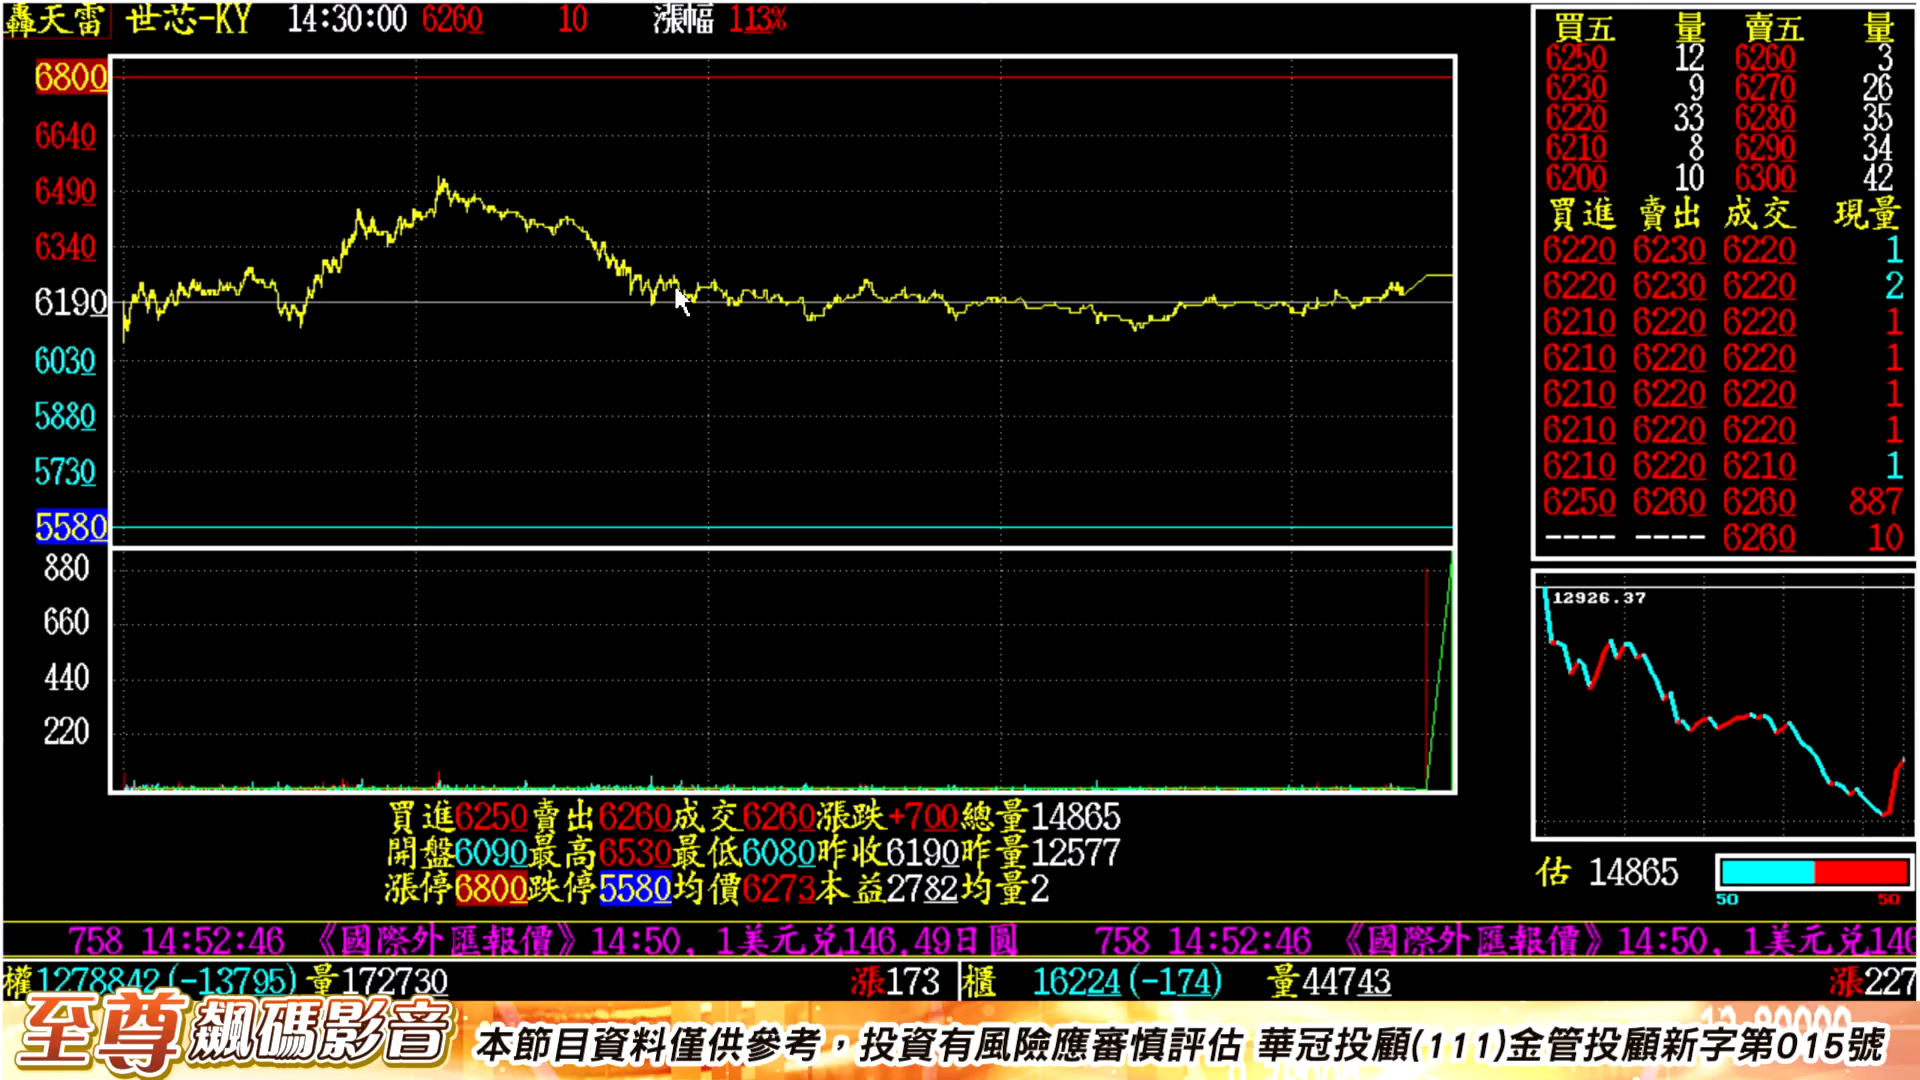 轟天雷 世芯-KY 14:30:00 6260 10 漲幅 113%
6800
6640
6490
6340
6190
6030
5880
5730
5580
880
660
440
220
買五 量 賣五 量
6250 12 6260 3
6230 9 6270 26
6220 33 6280 35
6210 8 6290 34
6200 10 6300 42
買進 賣出 成交 現量
6220 6230 6220 1
6220 6230 6220 2
6210 6220 6220 1
6210 6220 6220 1
6210 6220 6220 1
6210 6220 6220 1
6210 6220 6210 1
6250 6260 6260 887
---- ---- 6260 10
12926.37
估 14865
50 50
買進6250賣出6260成交6260漲跌+700總量14865
開盤6090最高6530最低6080昨收6190昨量12577
漲停6800跌停5580均價6273本益2782均量2
758 14:52:46 《國際外匯報價》14:50, 1美元兌146.49日圓 758 14:52:46 《國際外匯報價》14:50, 1美元兌146
權1278842(-13795)量172730 漲173 櫃 16224(-174) 量44743 漲227
至尊飆碼影音 本節目資料僅供參考，投資有風險應審慎評估 華冠投顧(111)金管投顧新字第015號